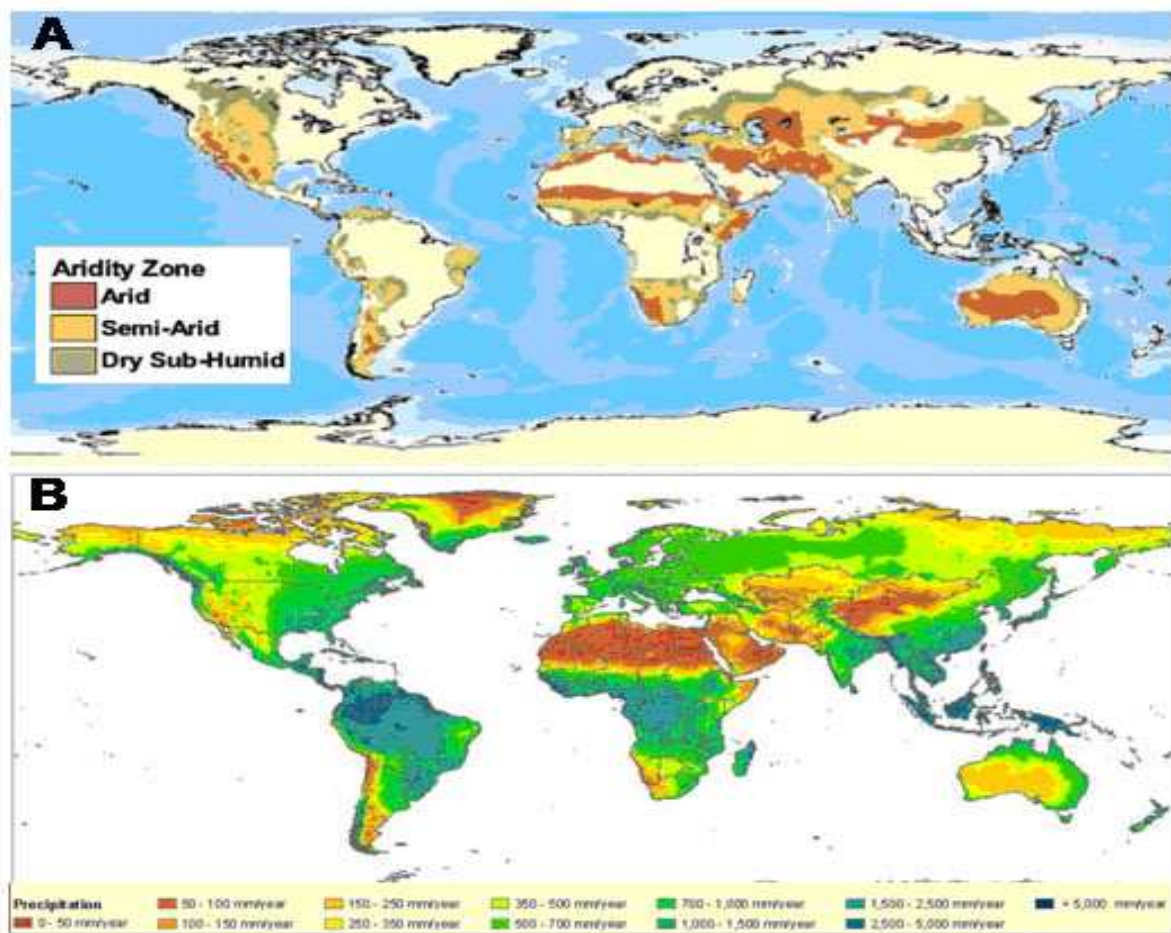 A
Aridity Zone
Arid
Semi-Arid
Dry Sub-Humid
B
Precipitation
0- 50 mm/year
50 - 100 mm/year
100 - 150 mm/year
150 - 250 mm/year
250 - 350 mm/year
350 - 500 mm/year
500 - 700 mm/year
700 - 1,000 mm/year
1,000 - 1,500 mm/year
1,500 - 2,500 mm/year
2,500 - 5,000 mm/year
> 5,000 mm/year